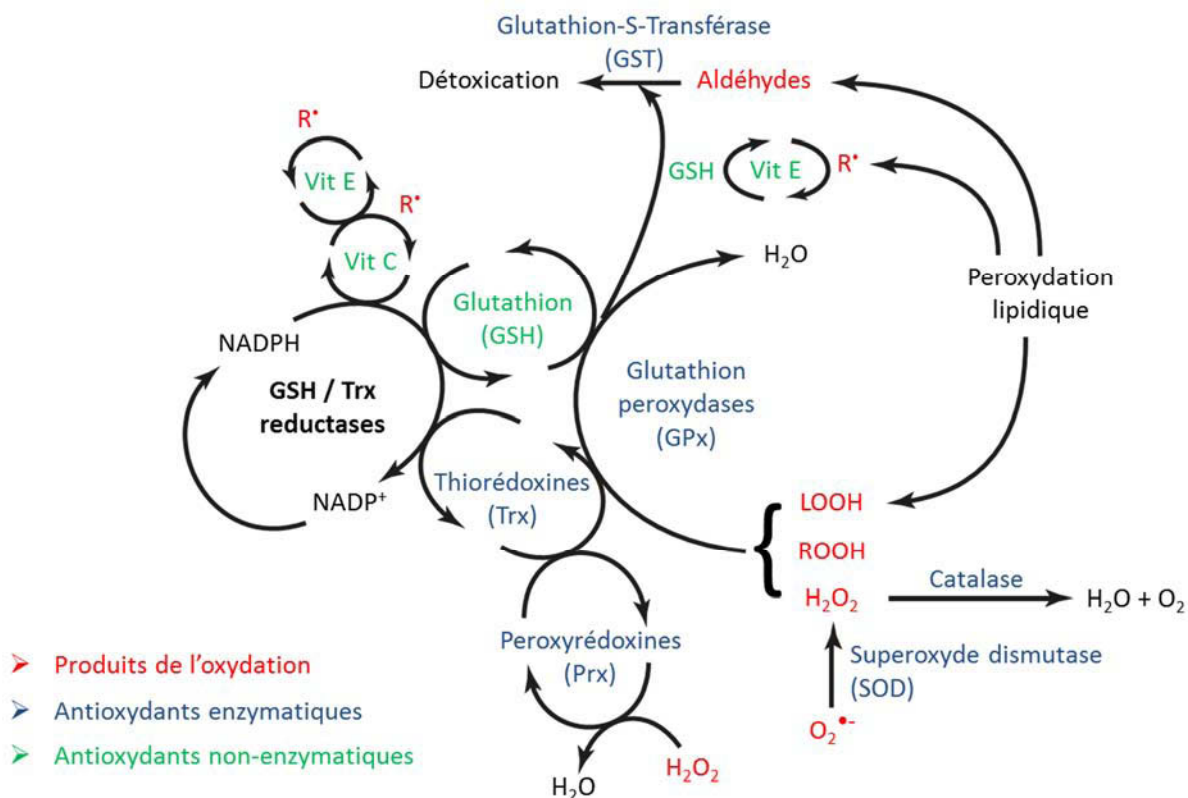 Glutathion-S-Transférase
(GST)
Détoxication
Aldéhydes
R•
Vit E
R•
Vit C
GSH
Vit E
R•
H₂O
Peroxydation
lipidique
Glutathion
(GSH)
NADPH
GSH / Trx
reductases
NADP⁺
Glutathion
peroxydases
(GPx)
Thiorédoxines
(Trx)
LOOH
ROOH
H₂O₂
Catalase
H₂O + O₂
Superoxyde dismutase
(SOD)
O₂•-
Peroxyrédoxines
(Prx)
H₂O
H₂O₂
➢ Produits de l'oxydation
➢ Antioxydants enzymatiques
➢ Antioxydants non-enzymatiques